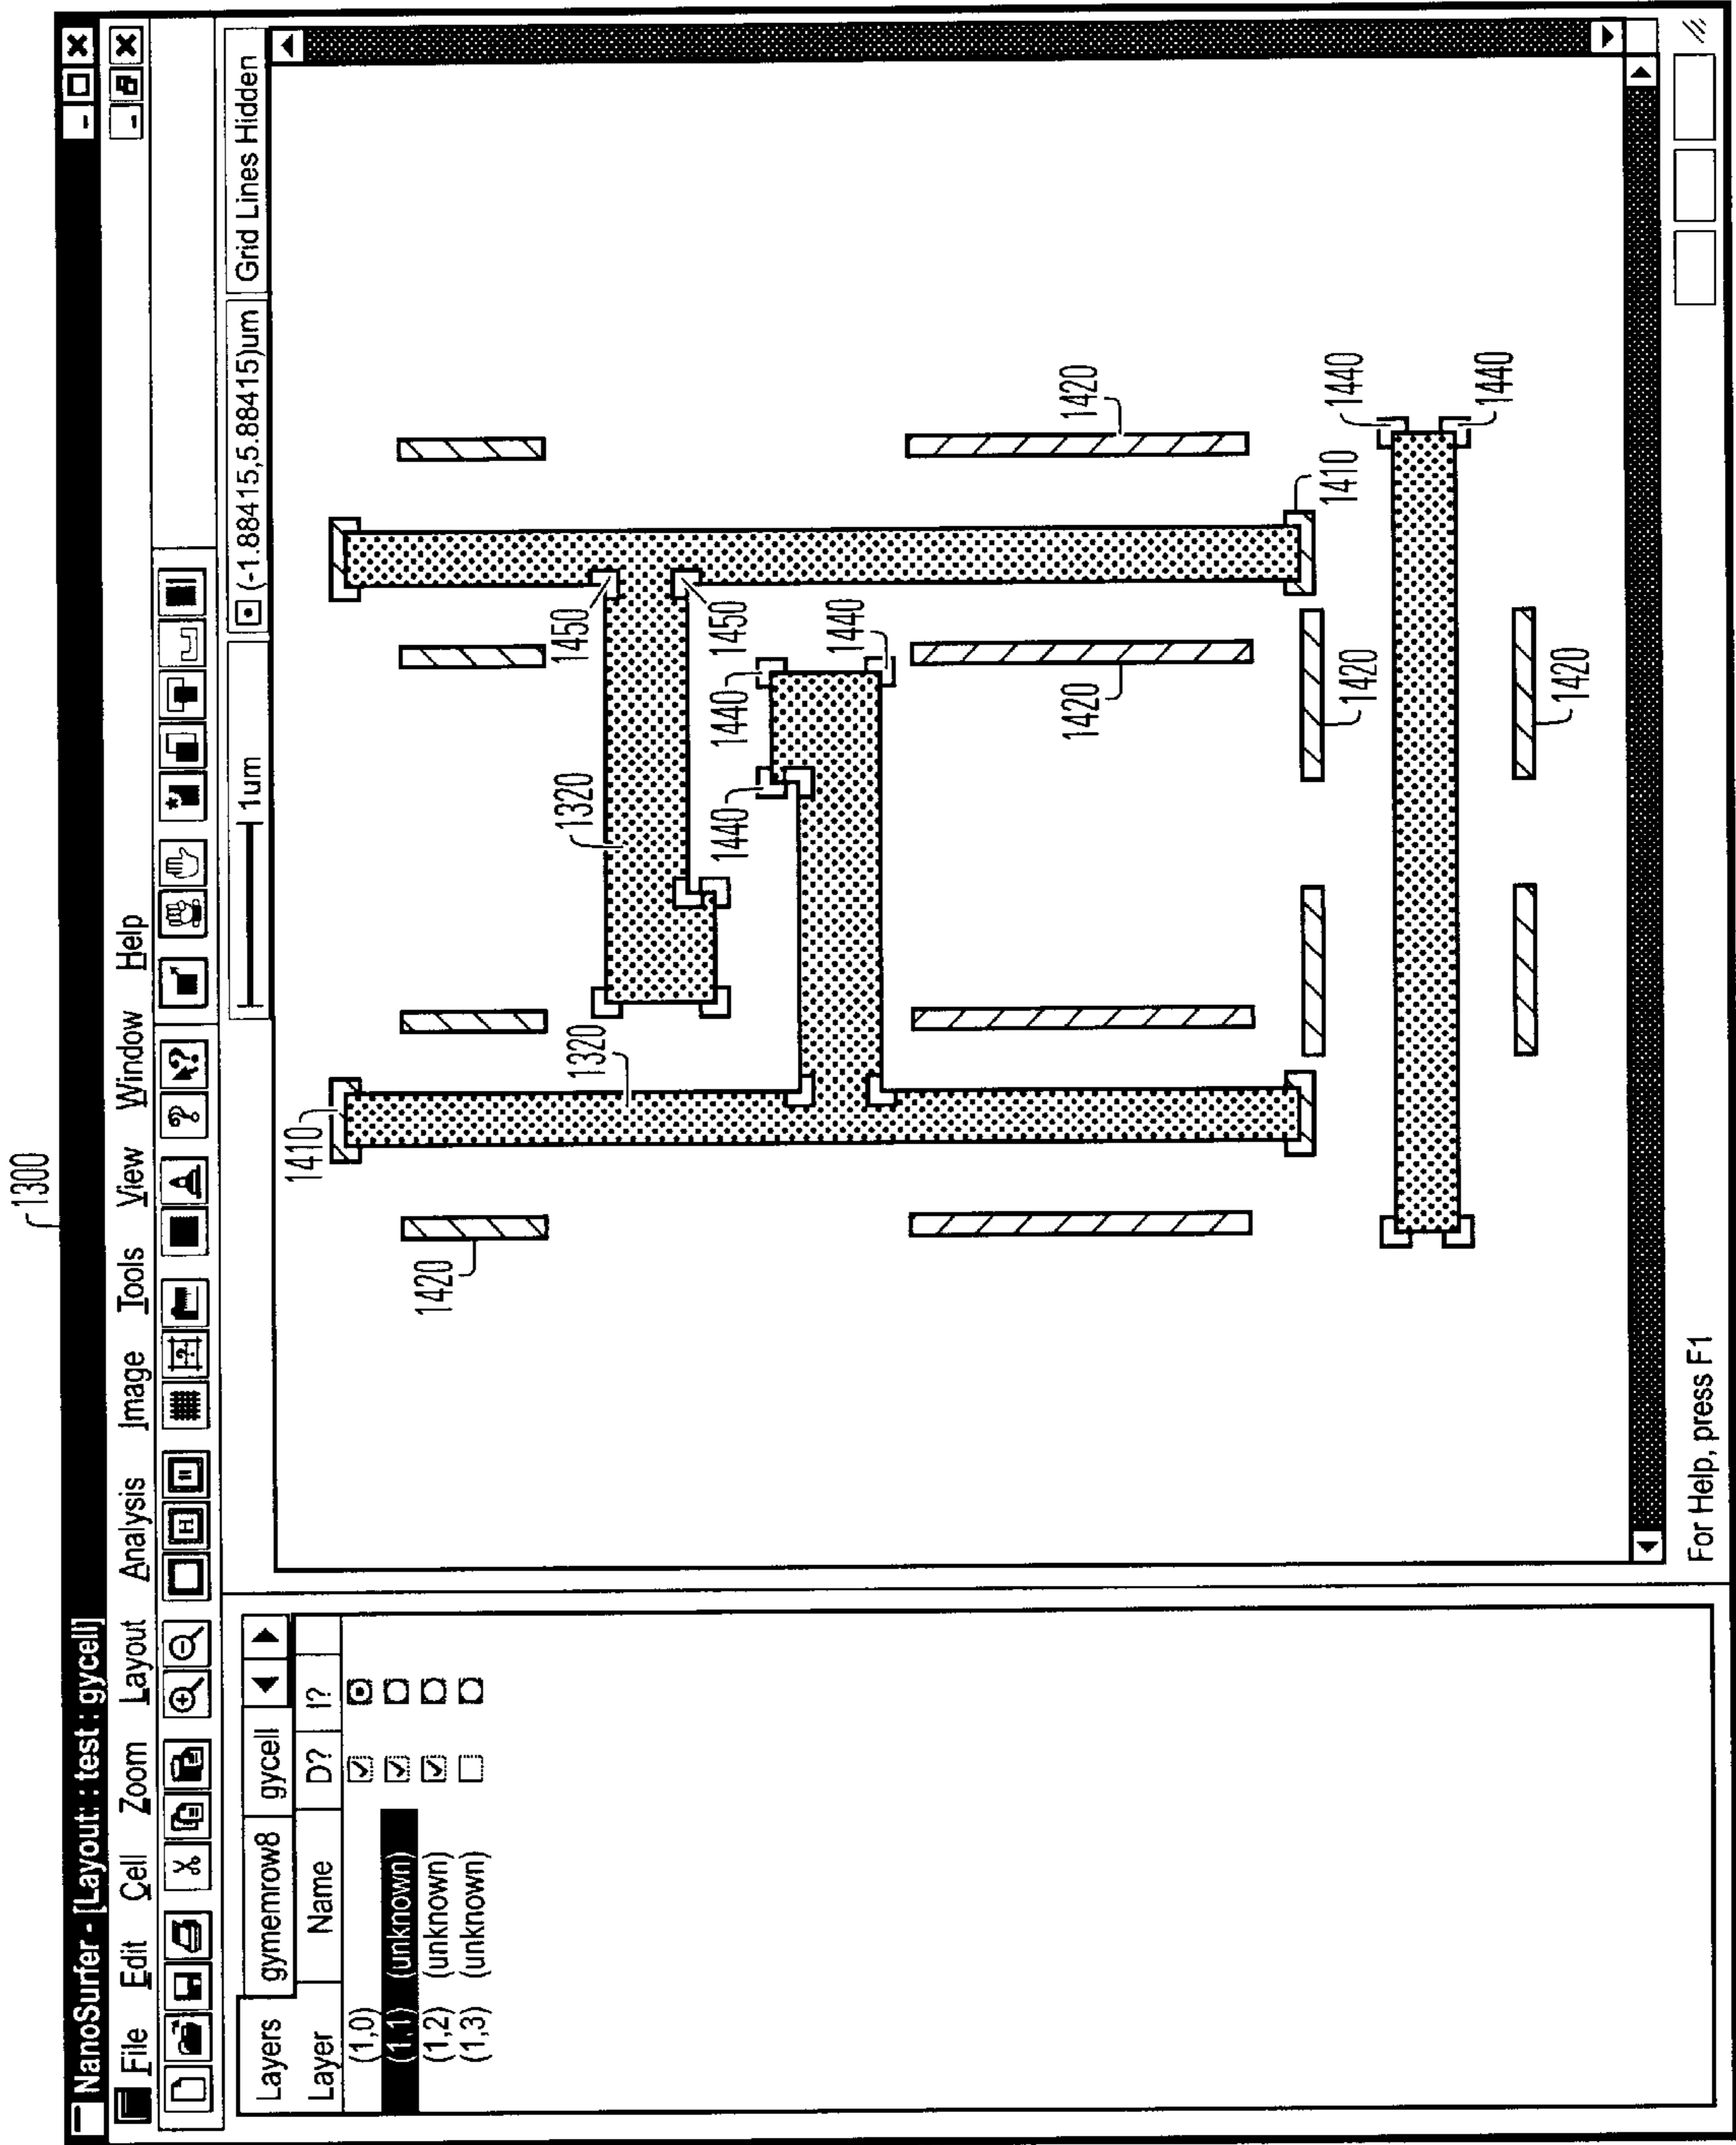 1300
NanoSurfer - [Layout: : test : gycell]
File Edit Cell Zoom Layout Analysis Image Tools View Window Help
Layers gymemrow8 gycell
1um (-1.88415,5.88415)um Grid Lines Hidden
Layer Name D? I?
(1,0)
(1,1) (unknown)
(1,2) (unknown)
(1,3) (unknown)
1410
1420
1320
1320
1450
1440
1440
1450
1440
1420
1420
1410
1420
1440
1440
1420
For Help, press F1